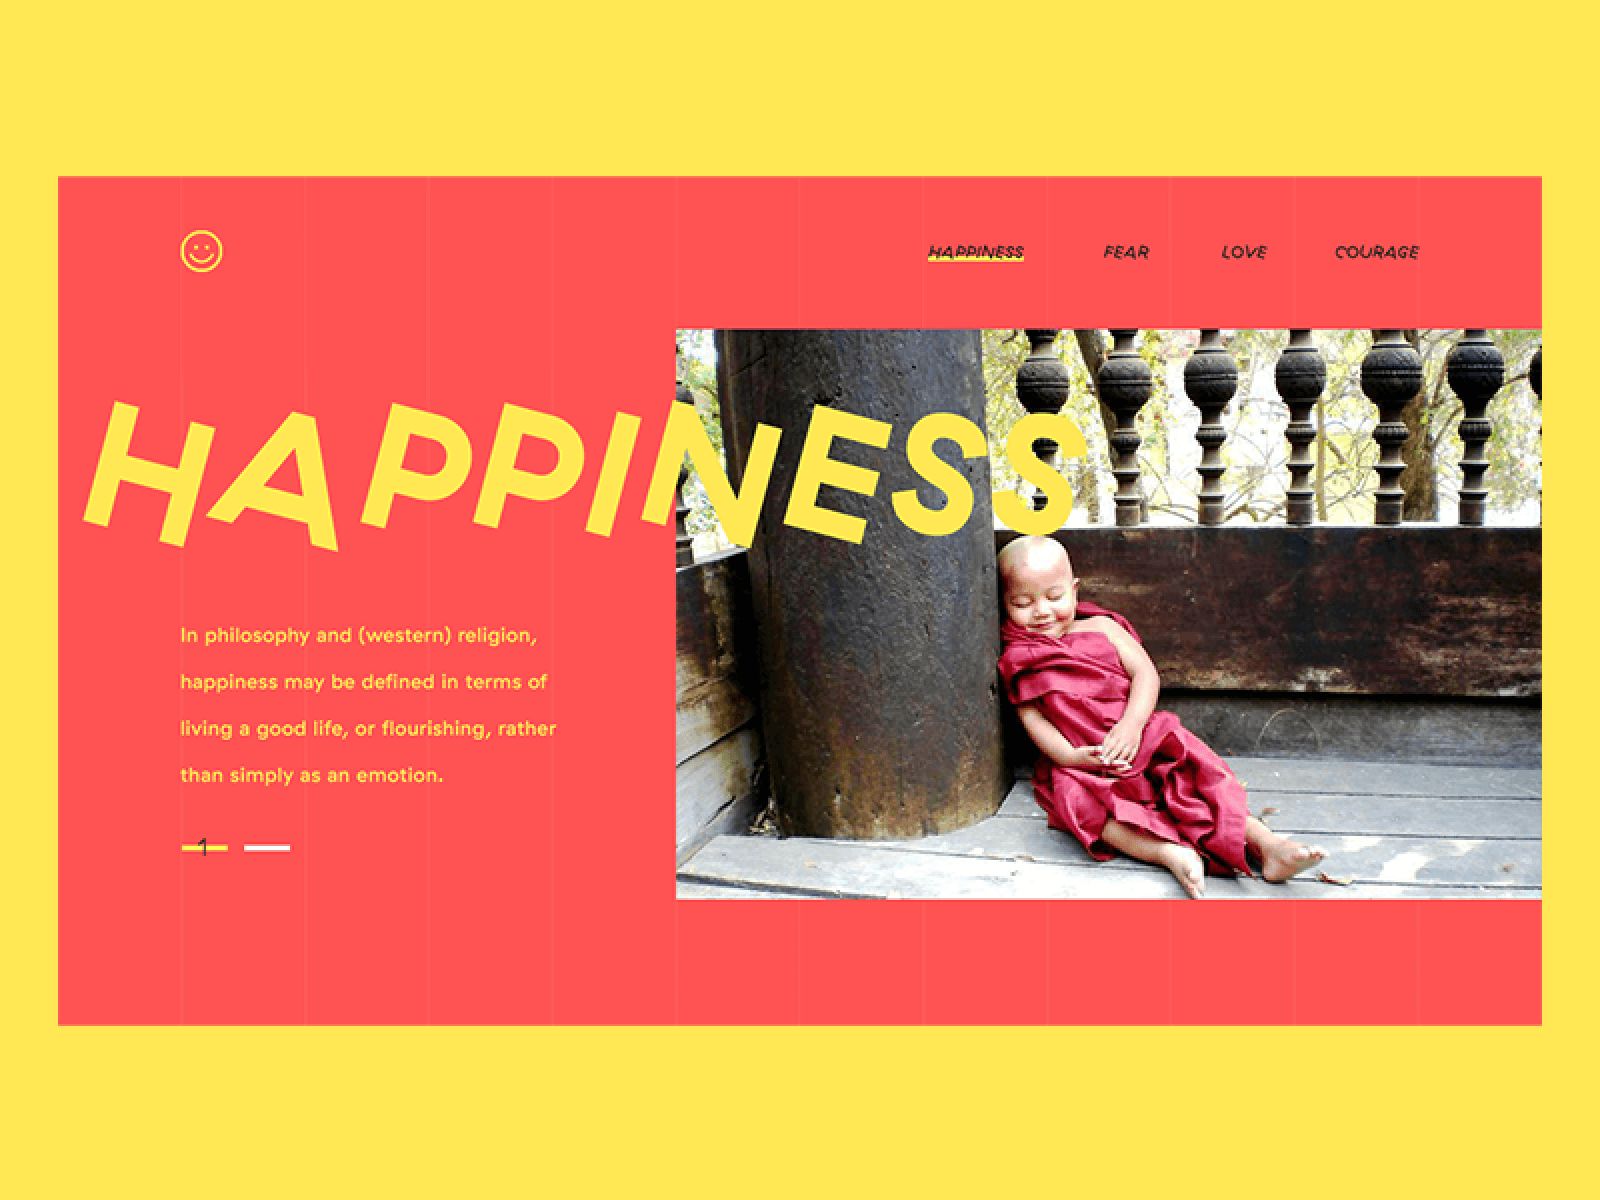 HAPPINESS FEAR LOVE COURAGE
HAPPINESS
In philosophy and (western) religion,
happiness may be defined in terms of
living a good life, or flourishing, rather
than simply as an emotion.
1